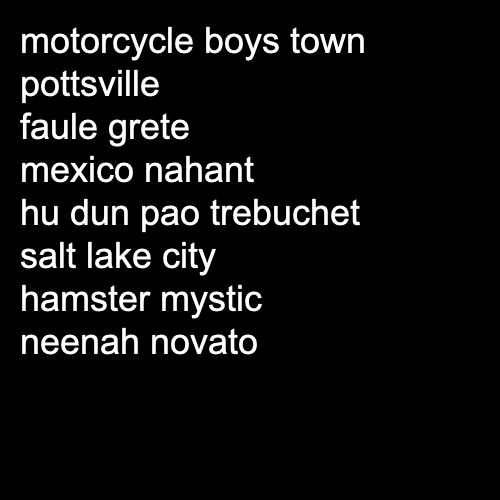 motorcycle boys town
pottsville
faule grete
mexico nahant
hu dun pao trebuchet
salt lake city
hamster mystic
neenah novato